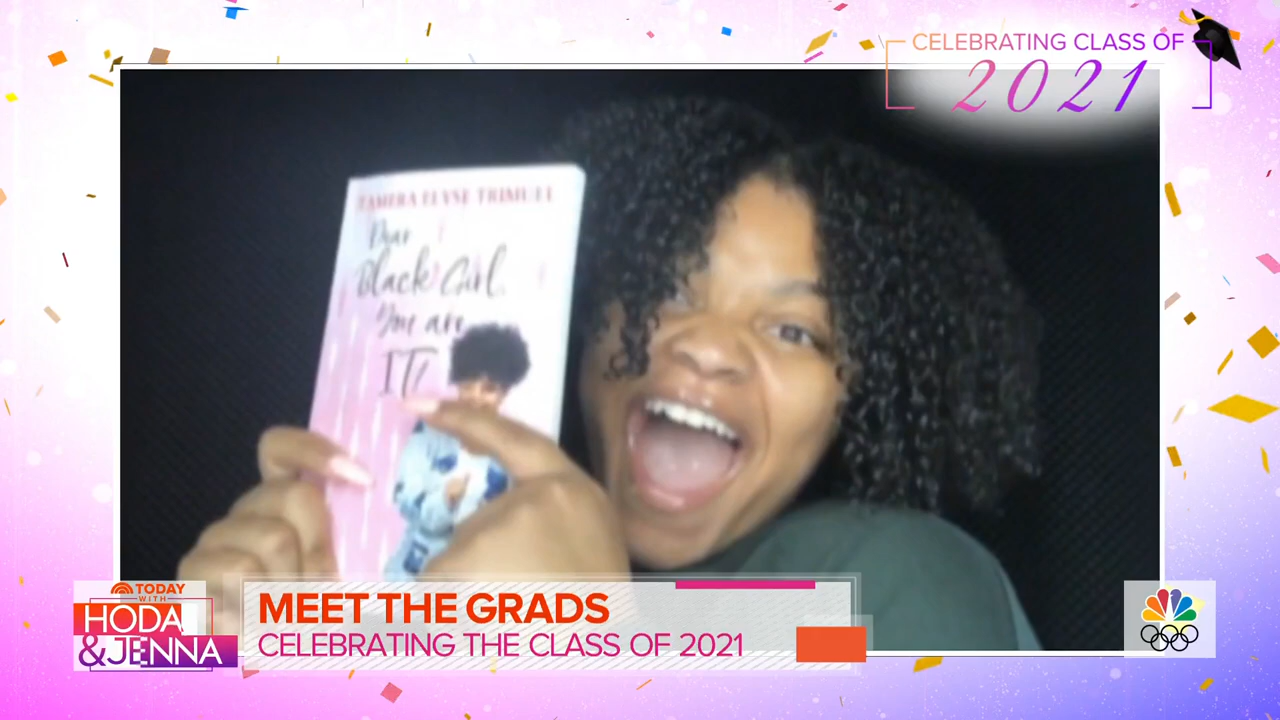 CELEBRATING CLASS OF
2021
TAMERA ELYSE TRIMUEL
Dear
Black Girl,
You are
IT!
TODAY
WITH
HODA
& JENNA
MEET THE GRADS
CELEBRATING THE CLASS OF 2021